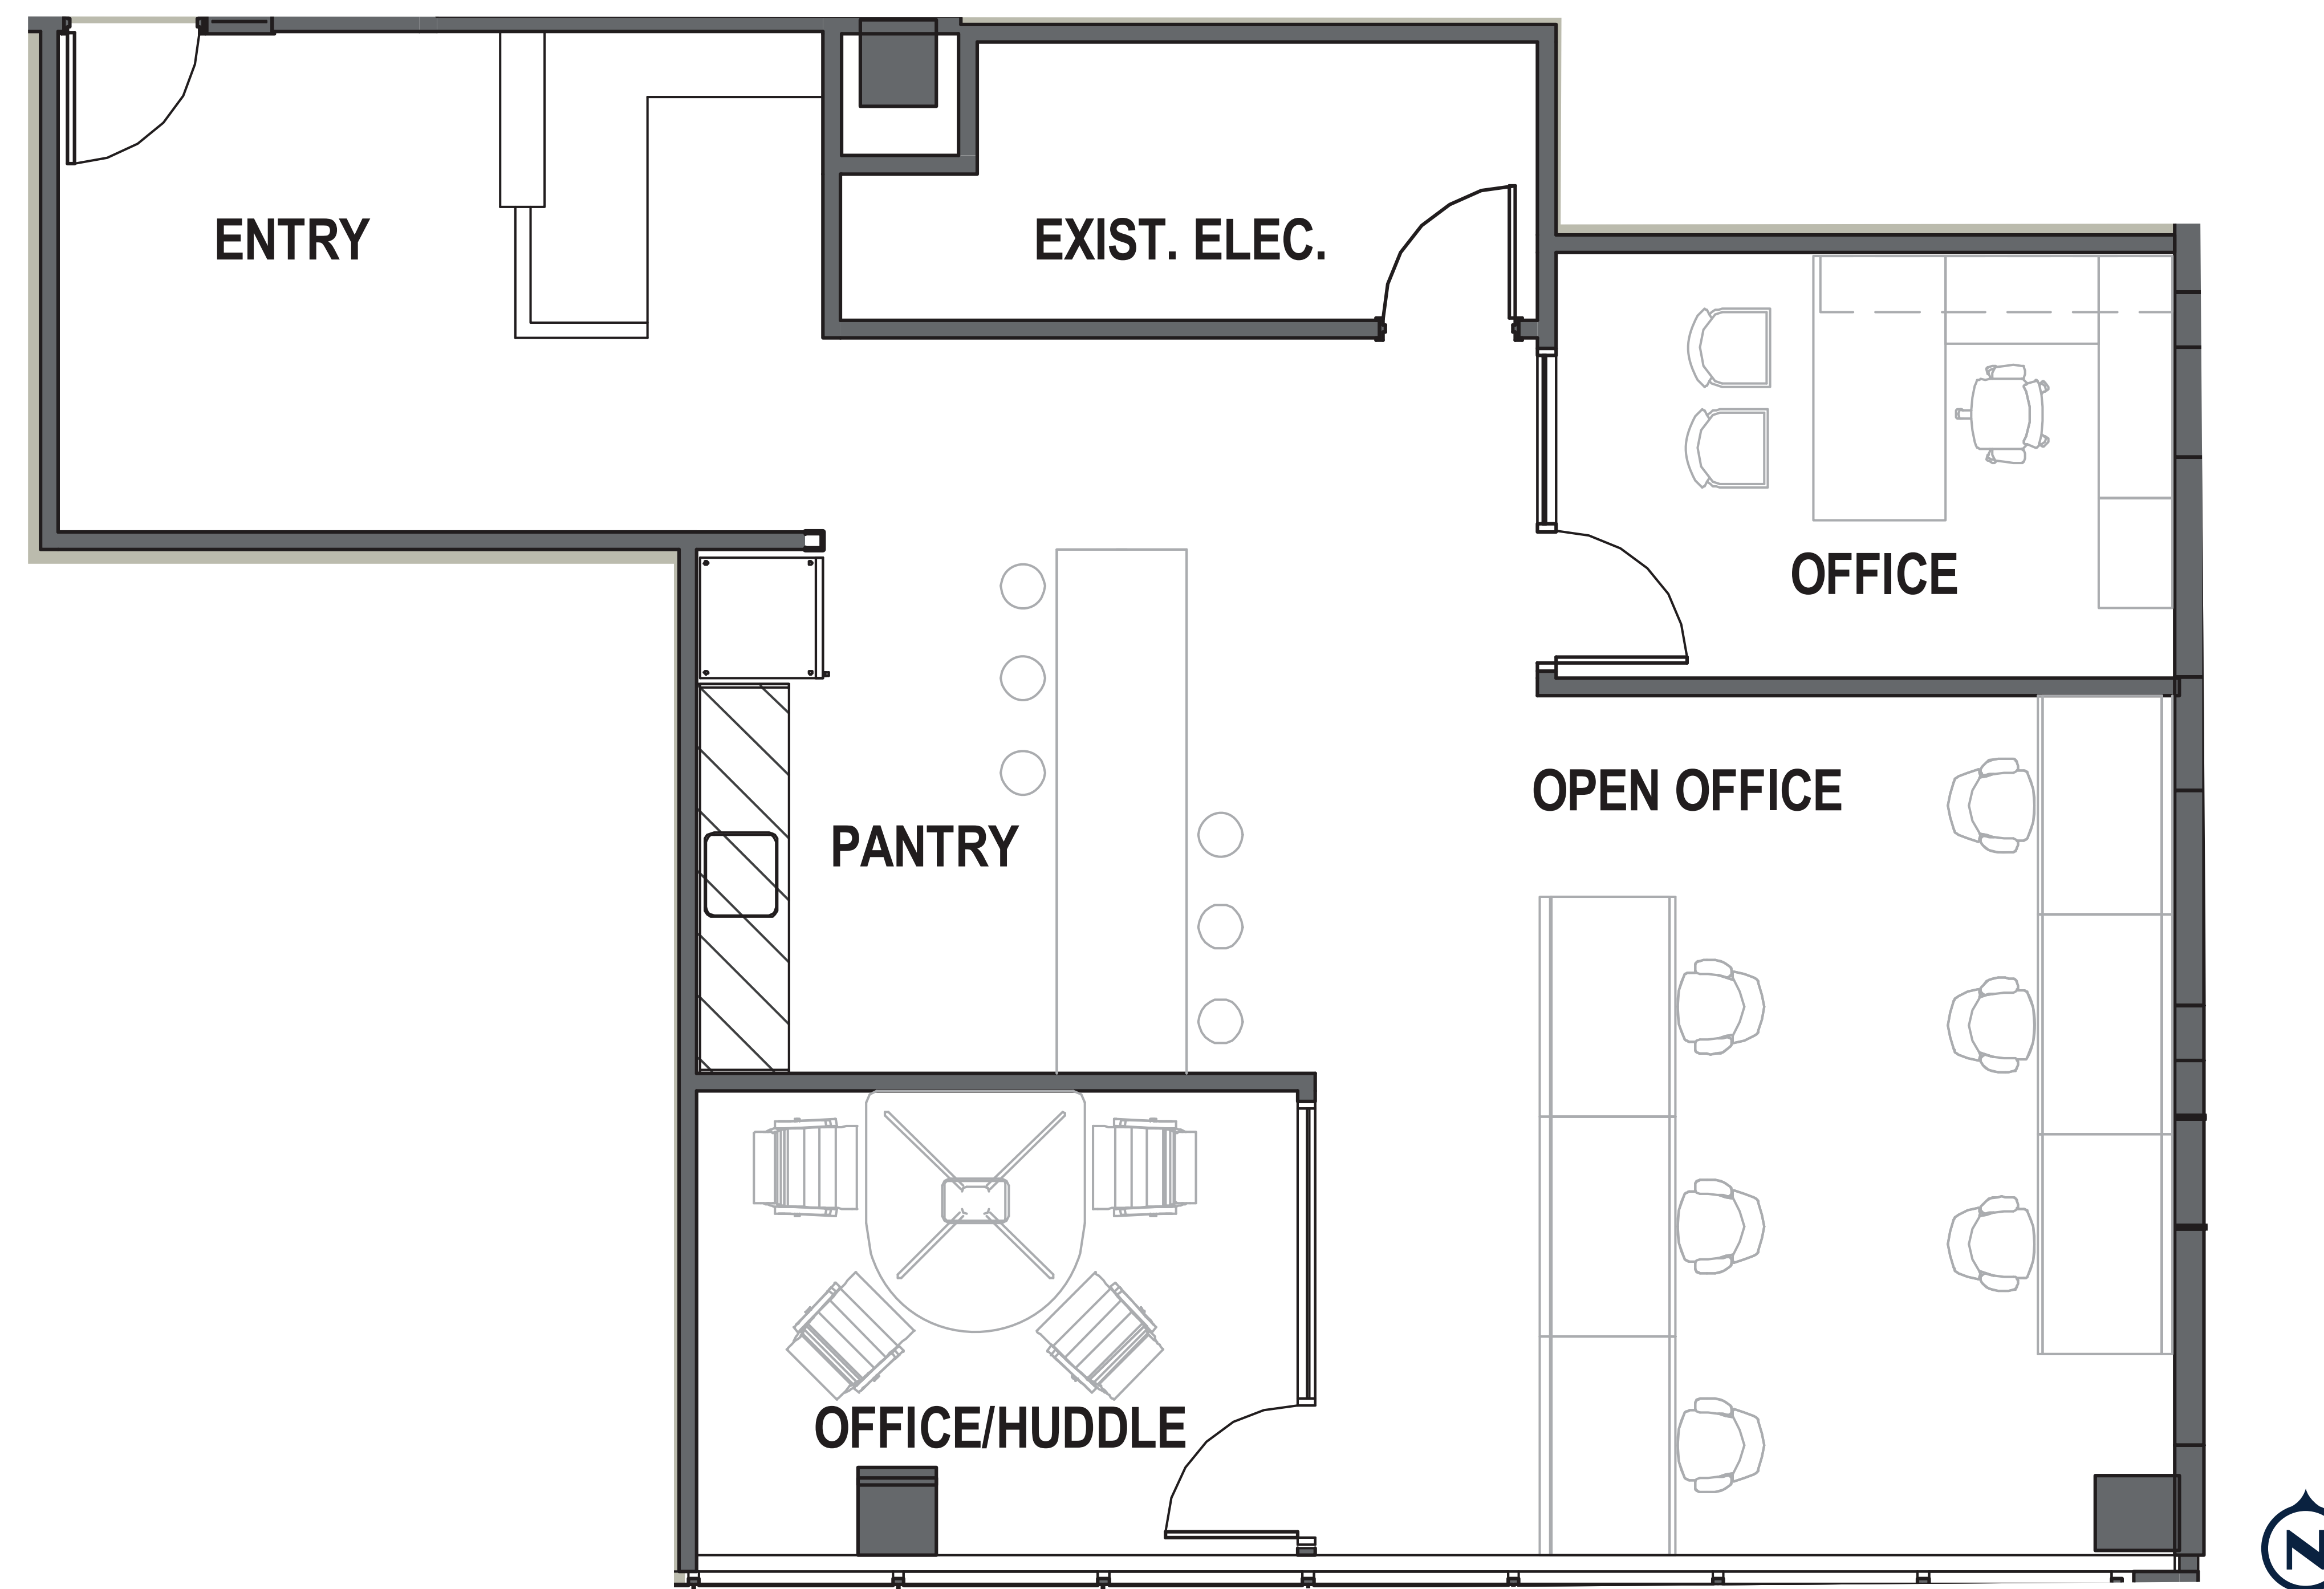 ENTRY
EXIST. ELEC.
OFFICE
OPEN OFFICE
PANTRY
OFFICE/HUDDLE
N